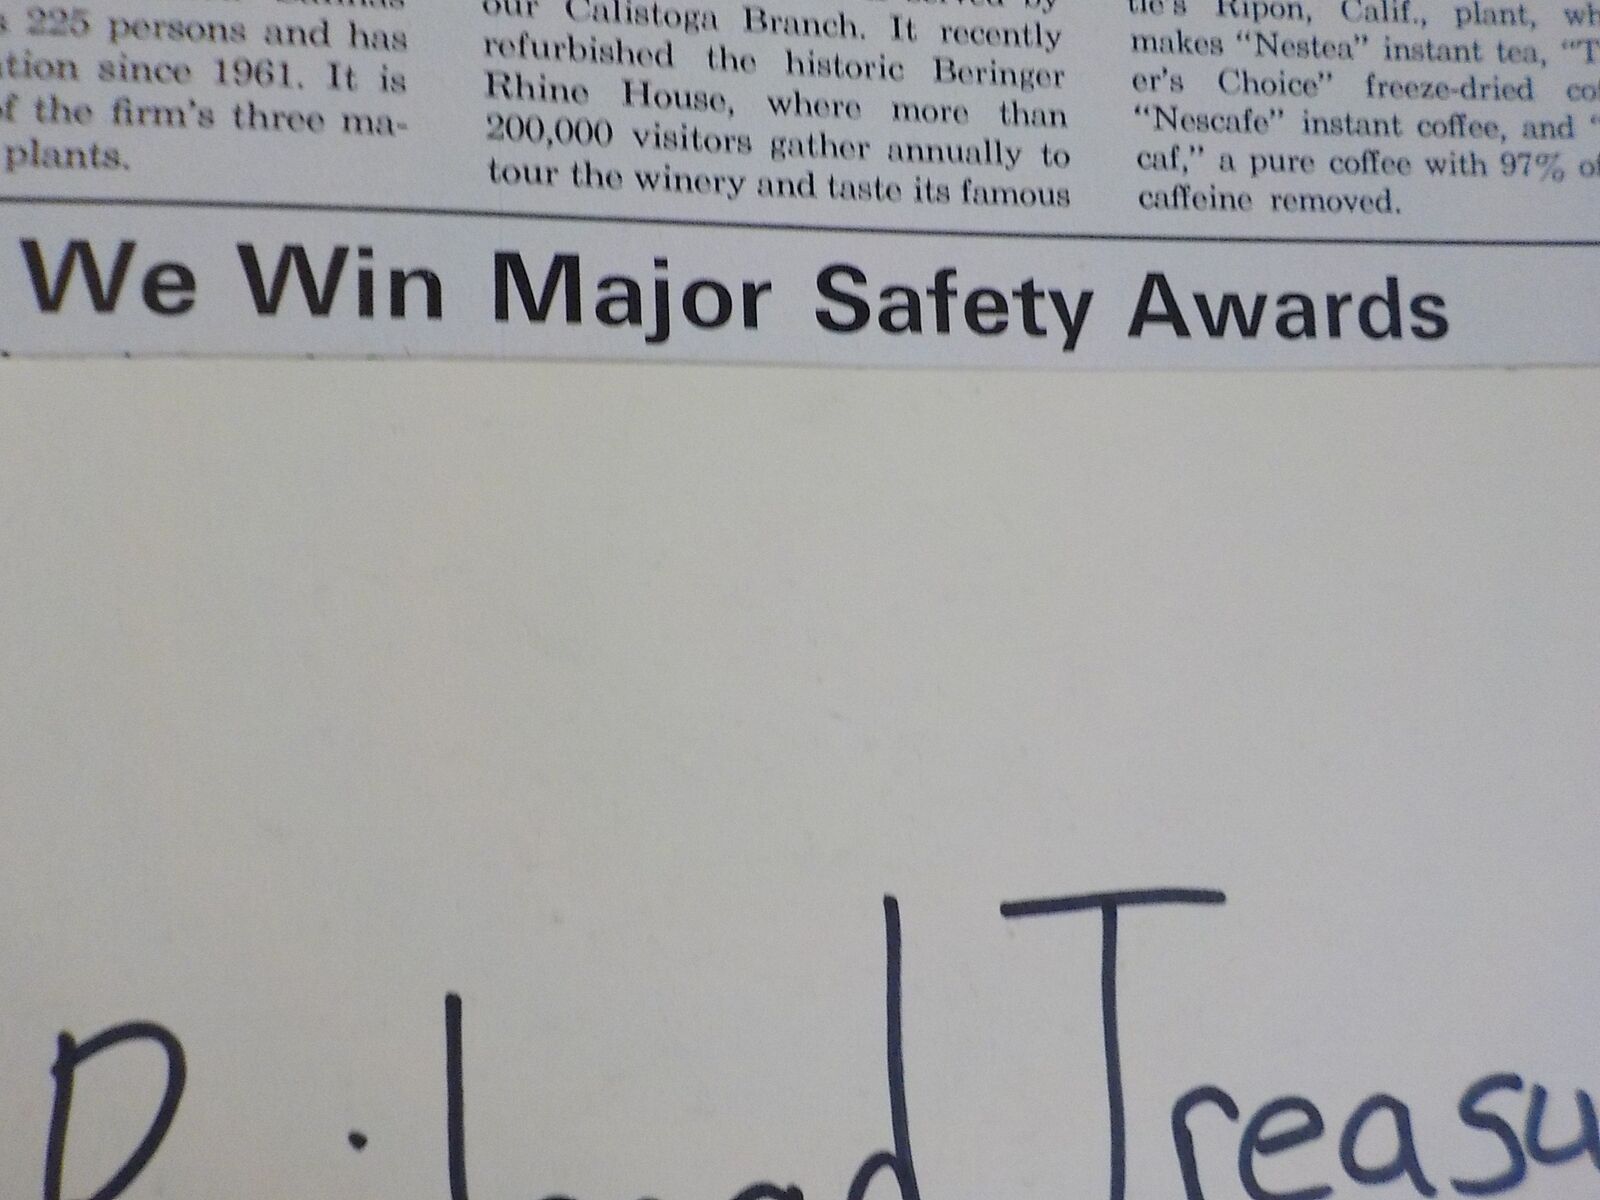 225 persons and has
since 1961. It is
of the firm's three ma-
plants.
our Calistoga Branch. It recently
refurbished the historic Beringer
Rhine House, where more than
200,000 visitors gather annually to
tour the winery and taste its famous
Ripon, Calif., plant,
makes “Nestea” instant tea,
er's Choice” freeze-dried
“Nescafe” instant coffee, and
caf,” a pure coffee with 97%
caffeine removed.
We Win Major Safety Awards